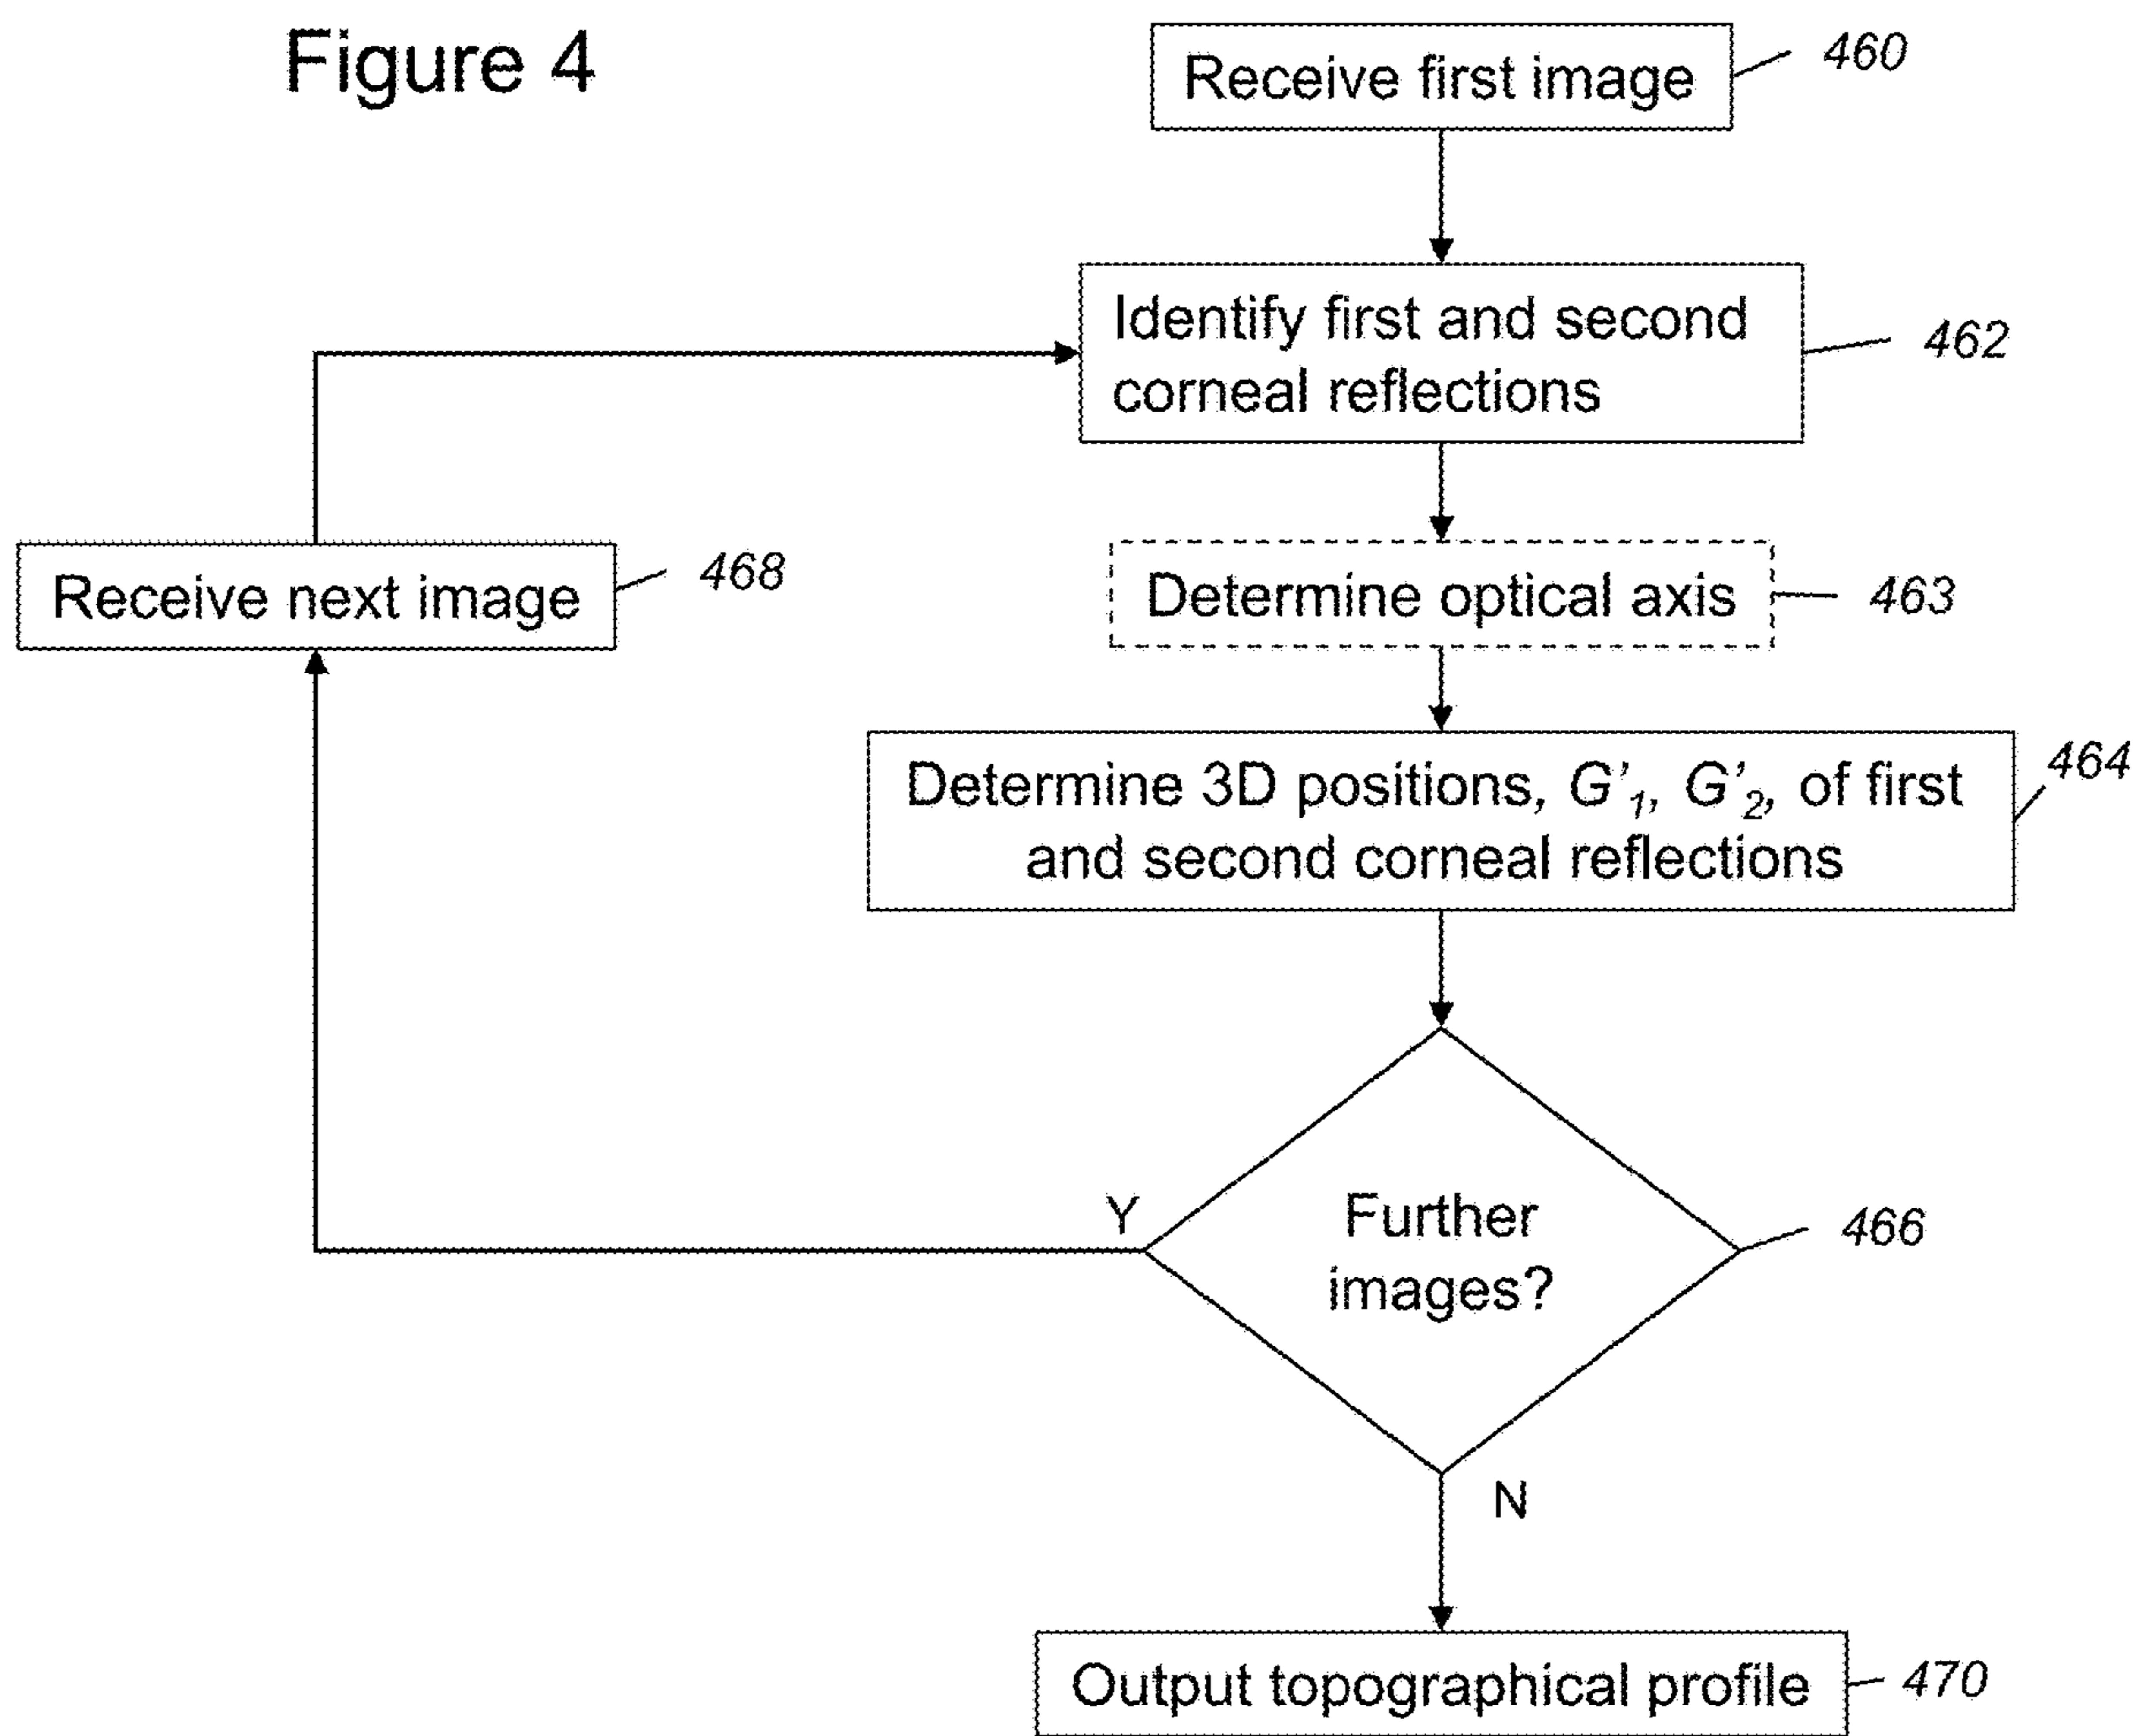 Figure 4
Receive first image
460
Identify first and second
corneal reflections
462
Receive next image
468
Determine optical axis
463
Determine 3D positions, G'1, G'2, of first
and second corneal reflections
464
Y
Further
images?
466
N
Output topographical profile
470